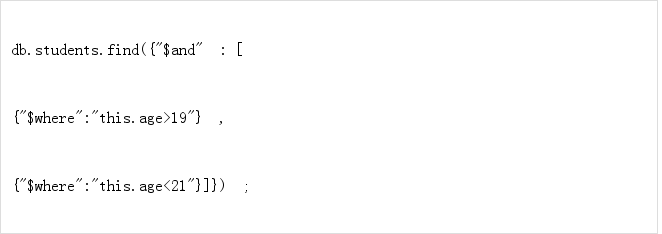 db.students.find({"$and" : [
{"$where":"this.age>19"} ,
{"$where":"this.age<21"}]}) ;